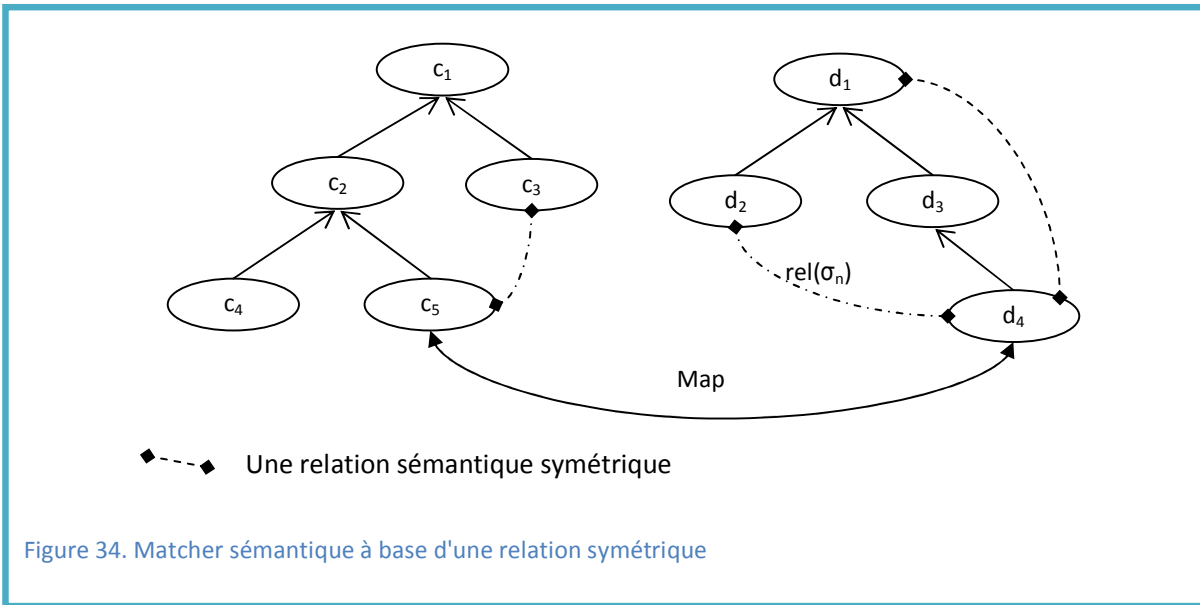 c₁
d₁
c₂
c₃
d₂
d₃
rel(σₙ)
c₄
c₅
d₄
Map
Une relation sémantique symétrique
Figure 34. Matcher sémantique à base d'une relation symétrique